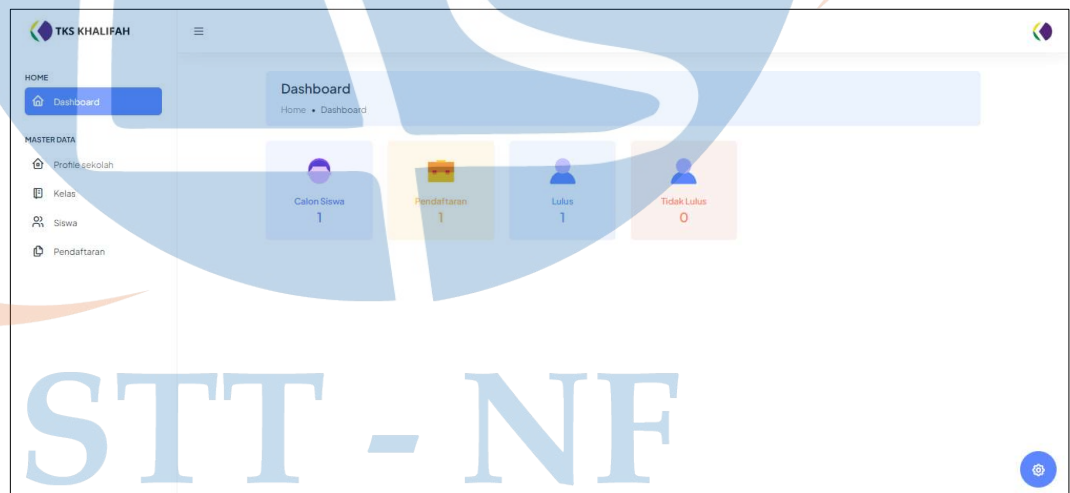 TKS KHALIFAH
HOME
Dashboard
MASTER DATA
Profile sekolah
Kelas
Siswa
Pendaftaran
Dashboard
Home • Dashboard
Calon Siswa
1
Pendaftaran
1
Lulus
1
Tidak Lulus
0
STT - NF